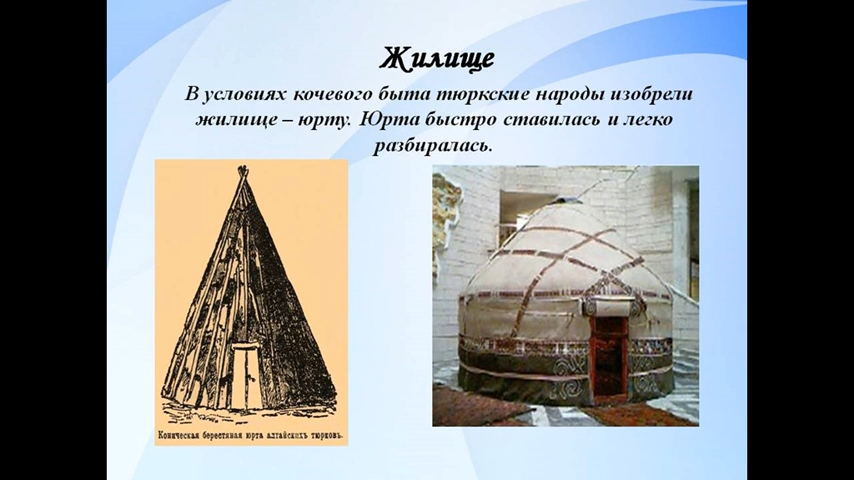 Жилище
В условиях кочевого быта тюркские народы изобрели
жилище – юрту. Юрта быстро ставилась и легко
разбиралась.
Коническая берестяная юрта алтайскихъ тюрковъ.